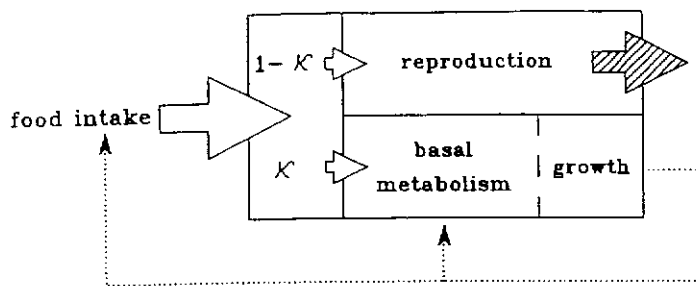 1- κ
reproduction
food intake
κ
basal
metabolism
growth